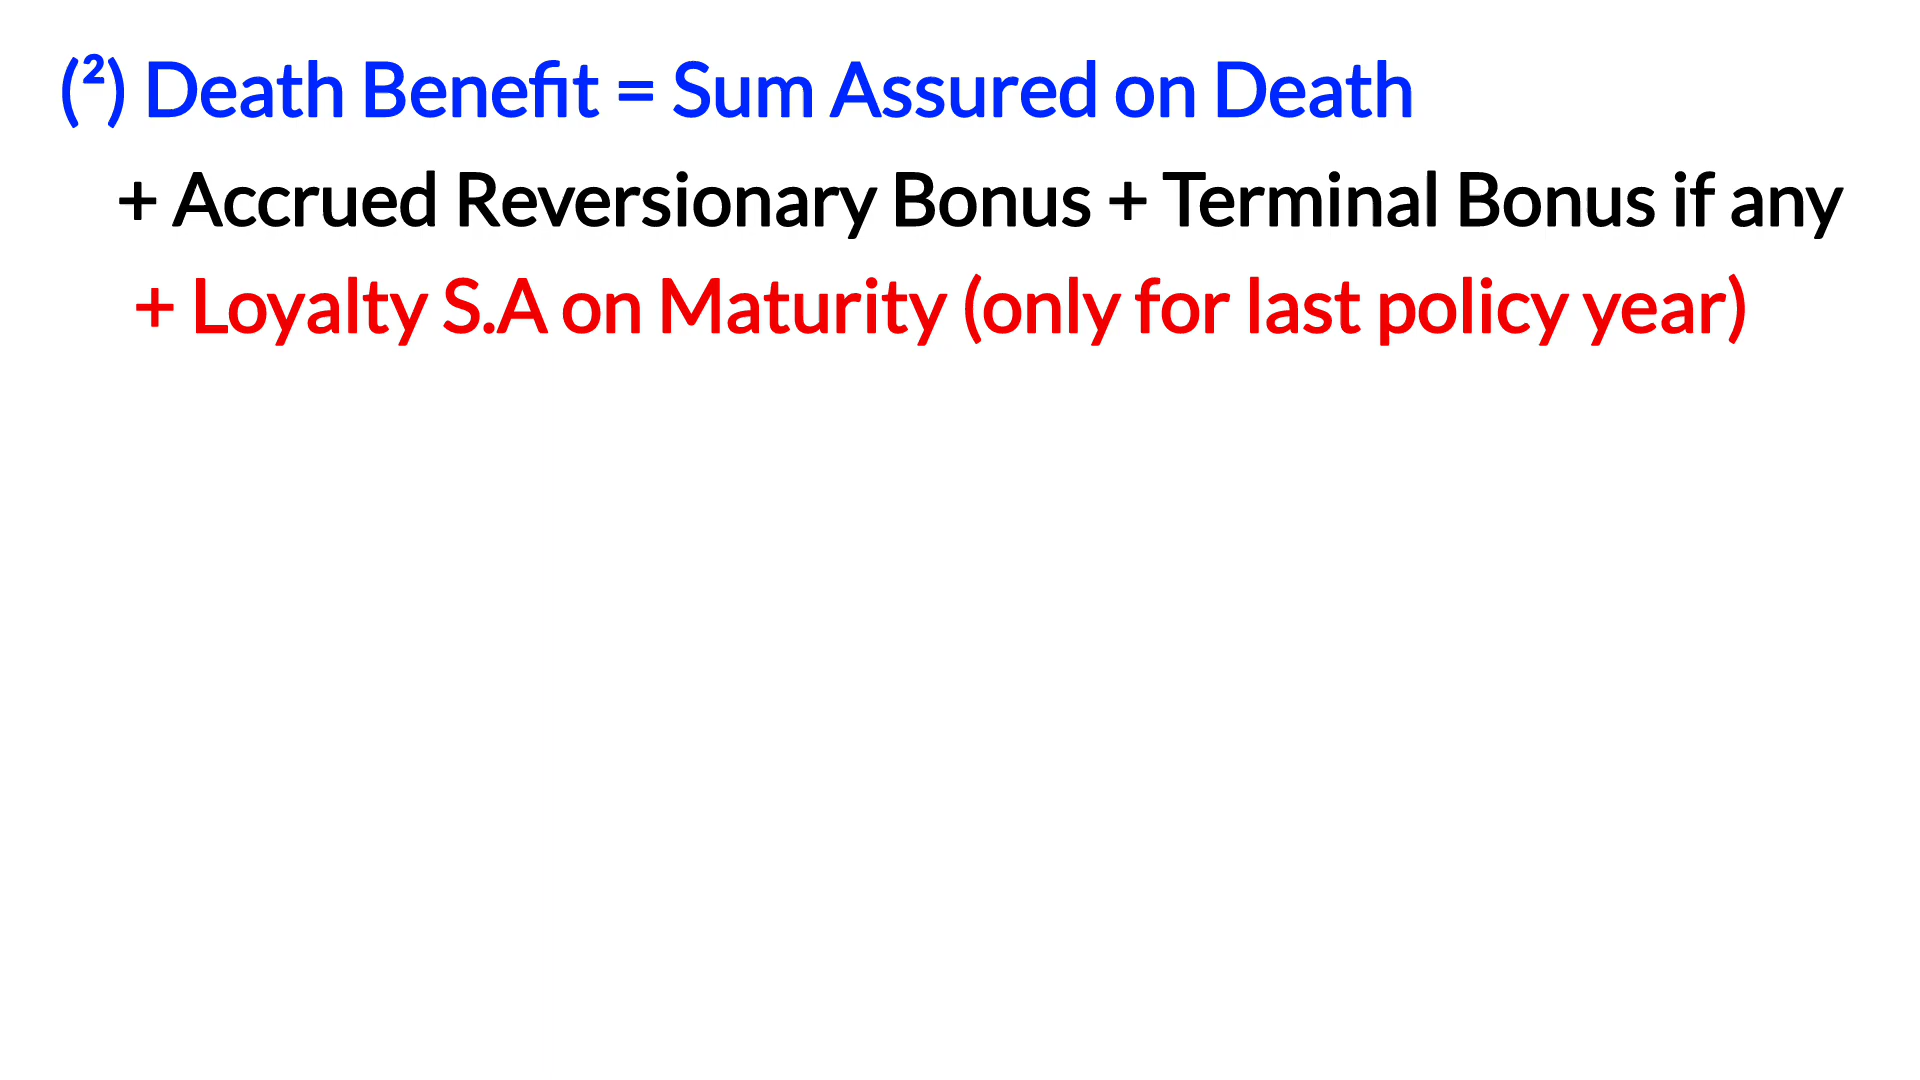 (²) Death Benefit = Sum Assured on Death
+ Accrued Reversionary Bonus + Terminal Bonus if any
+ Loyalty S.A on Maturity (only for last policy year)